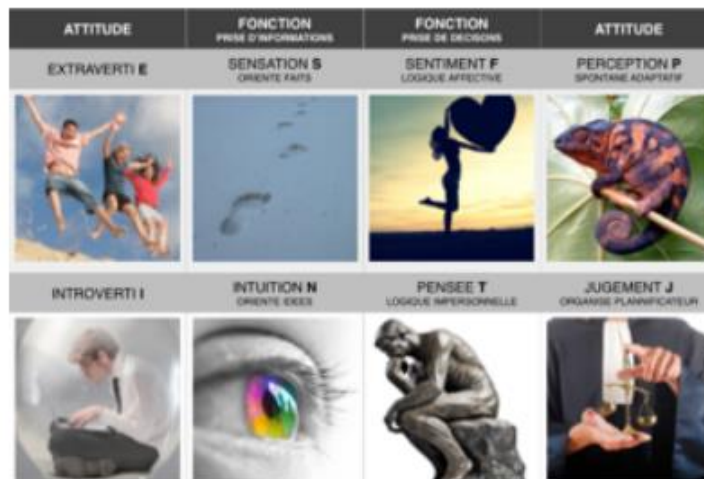 ATTITUDE
FONCTION
PRISE D'INFORMATIONS
FONCTION
PRISE DE DECISONS
ATTITUDE
EXTRAVERTI E
SENSATION S
ORIENTE FAITS
SENTIMENT F
LOGIQUE AFFECTIVE
PERCEPTION P
SPONTANE ADAPTATIF
INTROVERTI I
INTUITION N
ORIENTE IDEES
PENSEE T
LOGIQUE IMPERSONNELLE
JUGEMENT J
ORGANISE PLANNIFICATEUR